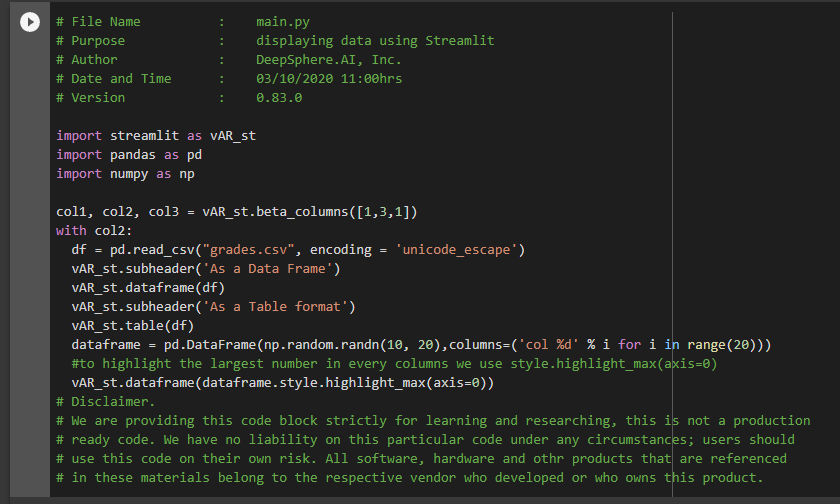 # File Name          :    main.py
# Purpose            :    displaying data using Streamlit
# Author             :    DeepSphere.AI, Inc.
# Date and Time      :    03/10/2020 11:00hrs
# Version            :    0.83.0

import streamlit as vAR_st
import pandas as pd
import numpy as np

col1, col2, col3 = vAR_st.beta_columns([1,3,1])
with col2:
  df = pd.read_csv("grades.csv", encoding = 'unicode_escape')
  vAR_st.subheader('As a Data Frame')
  vAR_st.dataframe(df)
  vAR_st.subheader('As a Table format')
  vAR_st.table(df)
  dataframe = pd.DataFrame(np.random.randn(10, 20),columns=('col %d' % i for i in range(20)))
  #to highlight the largest number in every columns we use style.highlight_max(axis=0)
  vAR_st.dataframe(dataframe.style.highlight_max(axis=0))
# Disclaimer.
# We are providing this code block strictly for learning and researching, this is not a production
# ready code. We have no liability on this particular code under any circumstances; users should
# use this code on their own risk. All software, hardware and othr products that are referenced
# in these materials belong to the respective vendor who developed or who owns this product.